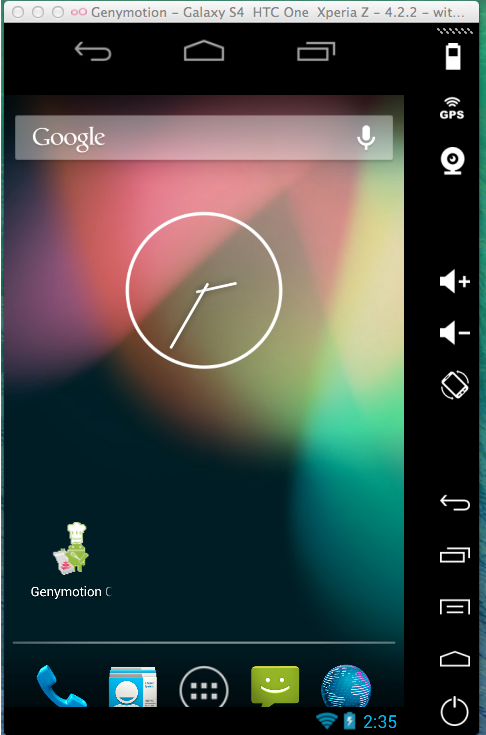 Genymotion - Galaxy S4 HTC One Xperia Z - 4.2.2 - wit...
GPS
Google
Genymotion C
2:35